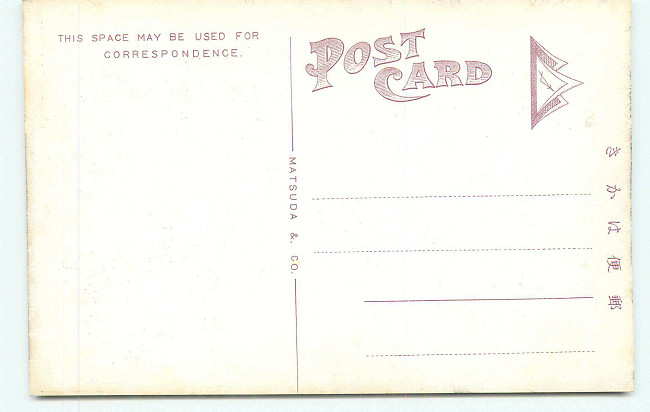 THIS SPACE MAY BE USED FOR
CORRESPONDENCE.
POST
CARD
MATSUDA &. CO.
郵便はかき